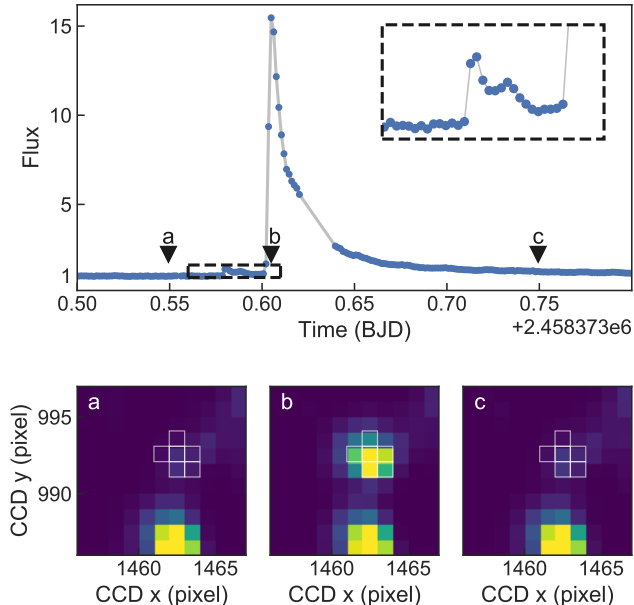 15
10
5
1
Flux
a
b
c
0.50 0.55 0.60 0.65 0.70 0.75
Time (BJD)
+2.458373e6
a
b
c
995
990
CCD y (pixel)
1460 1465
1460 1465
1460 1465
CCD x (pixel)
CCD x (pixel)
CCD x (pixel)